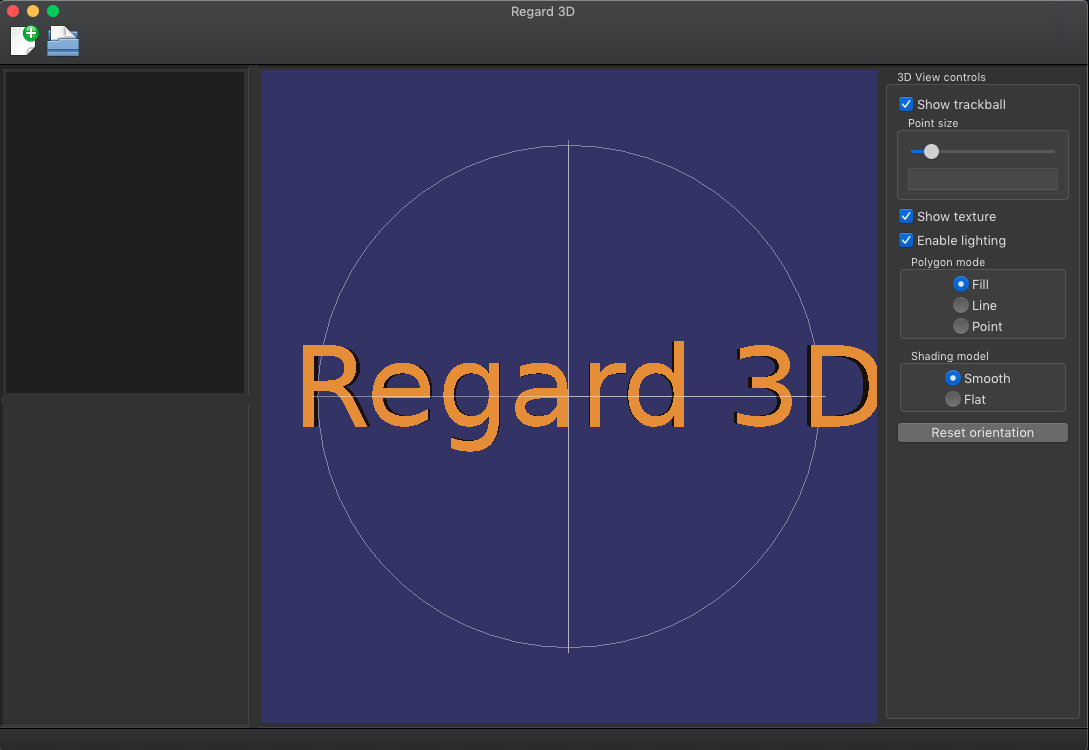 Regard 3D
3D View controls
Show trackball
Point size
Show texture
Enable lighting
Polygon mode
Fill
Line
Point
Shading model
Smooth
Flat
Reset orientation
Regard 3D